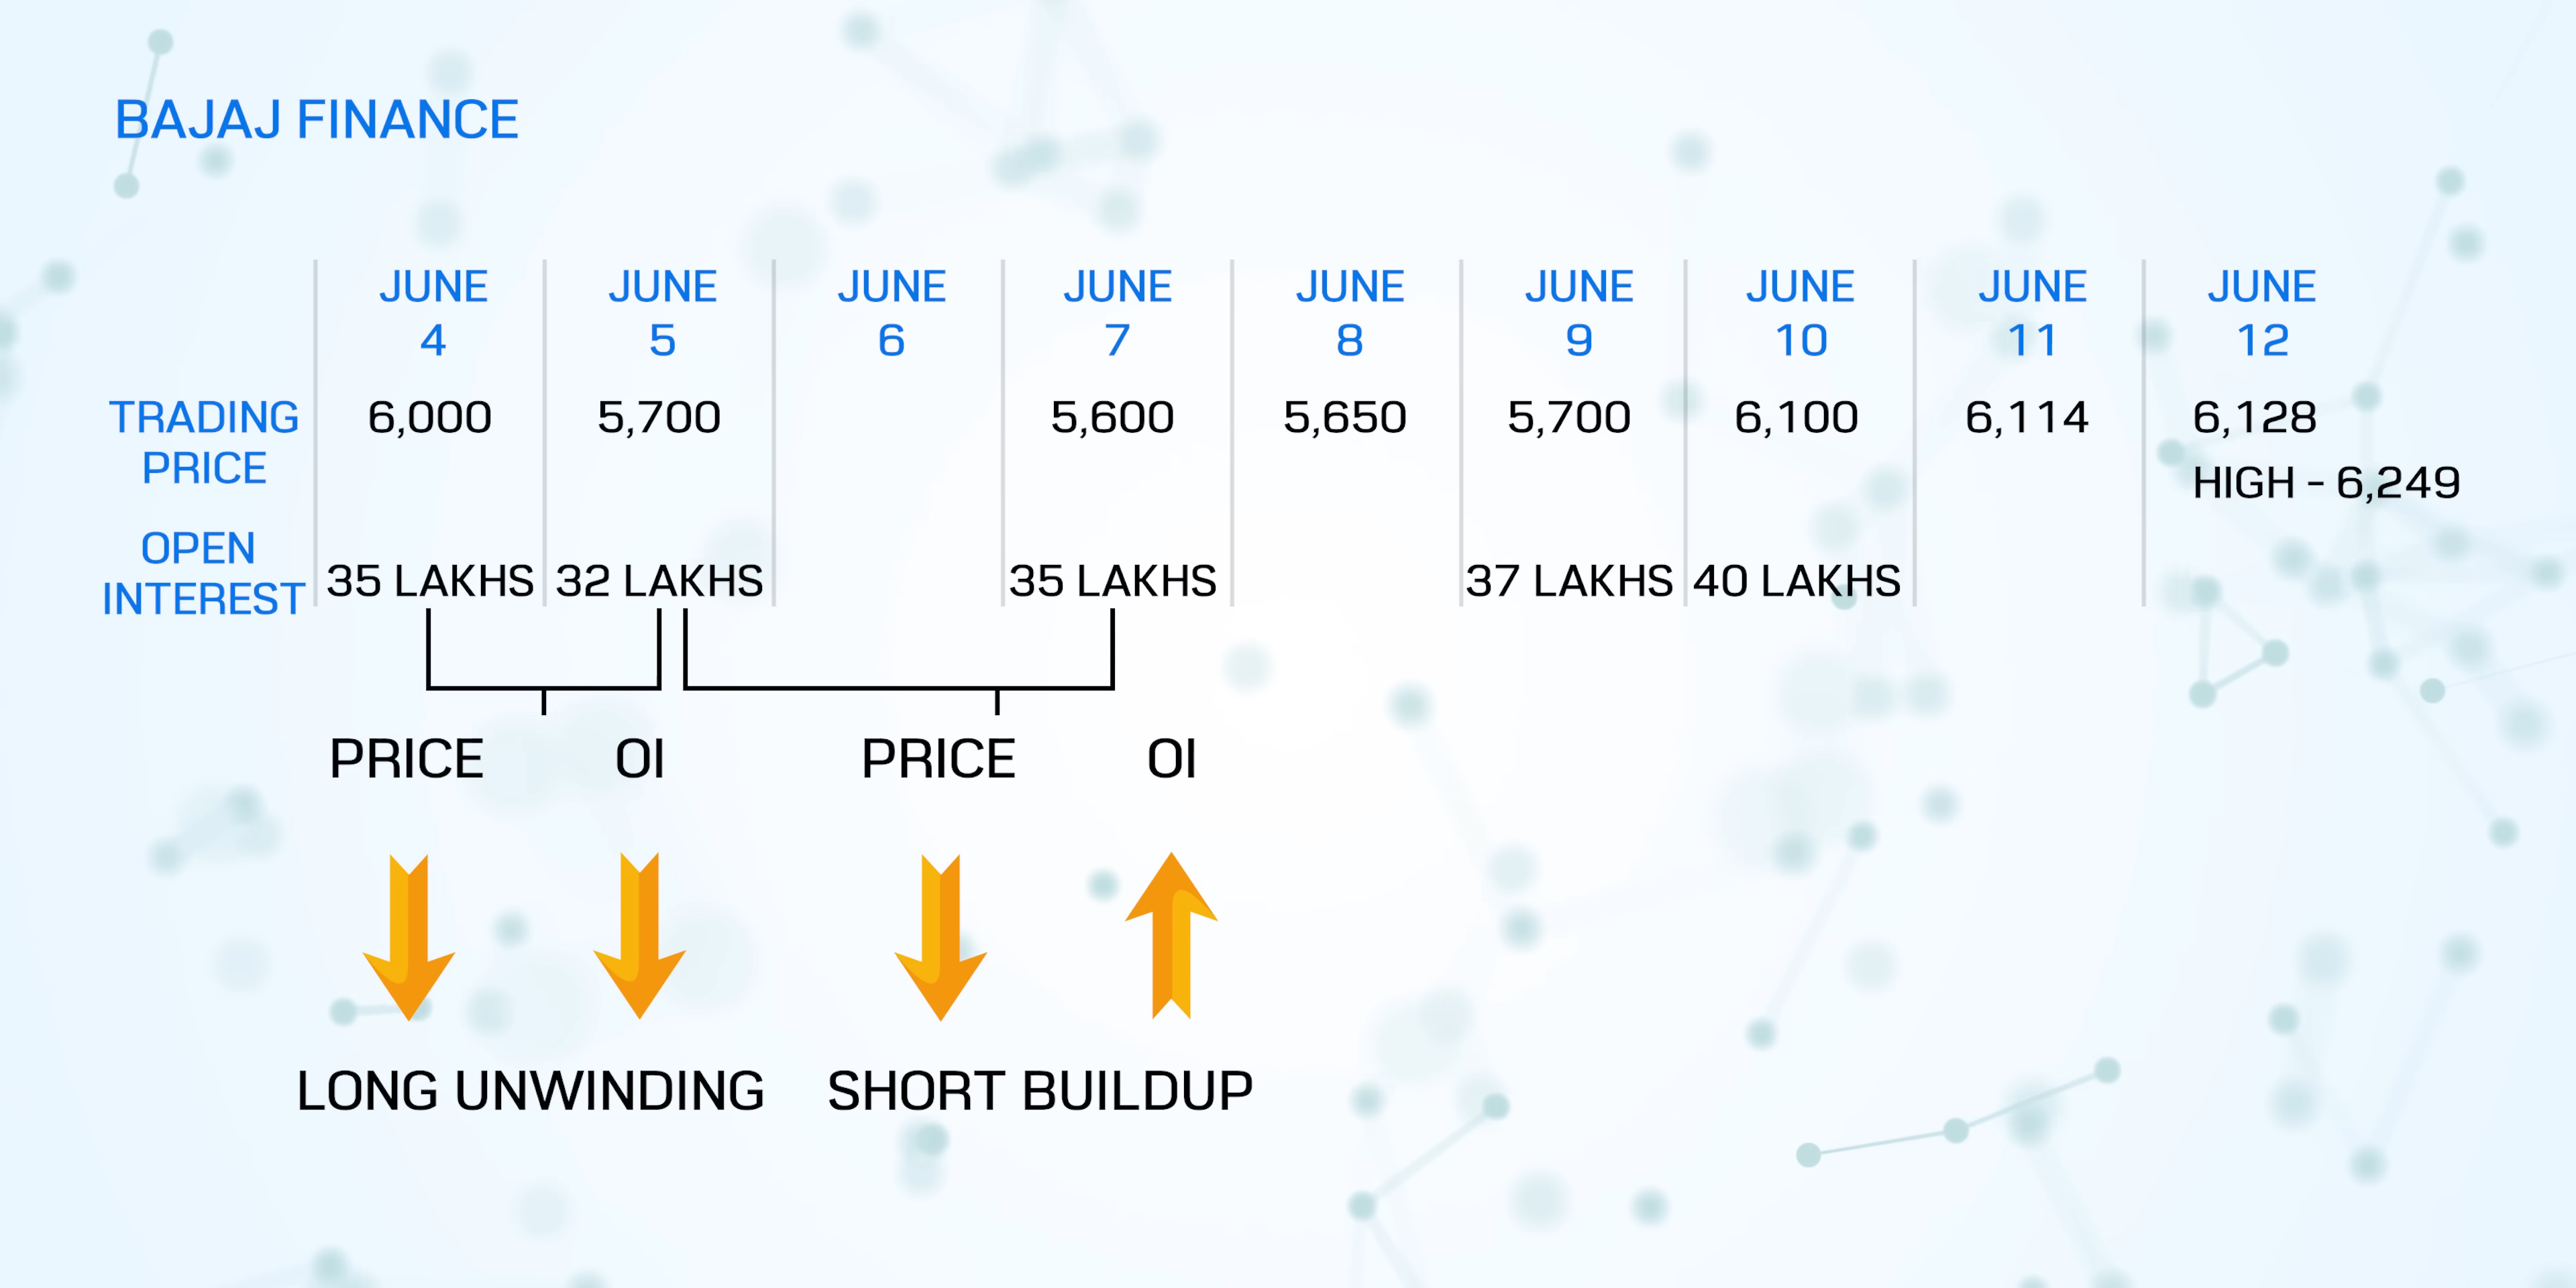 BAJAJ FINANCE
JUNE JUNE JUNE JUNE JUNE JUNE JUNE JUNE JUNE
4 5 6 7 8 9 10 11 12
TRADING 6,000 5,700 5,600 5,650 5,700 6,100 6,114 6,128
PRICE HIGH - 6,249
OPEN
35 LAKHS 32 LAKHS 35 LAKHS 37 LAKHS 40 LAKHS
INTEREST
PRICE OI PRICE OI
LONG UNWINDING SHORT BUILDUP